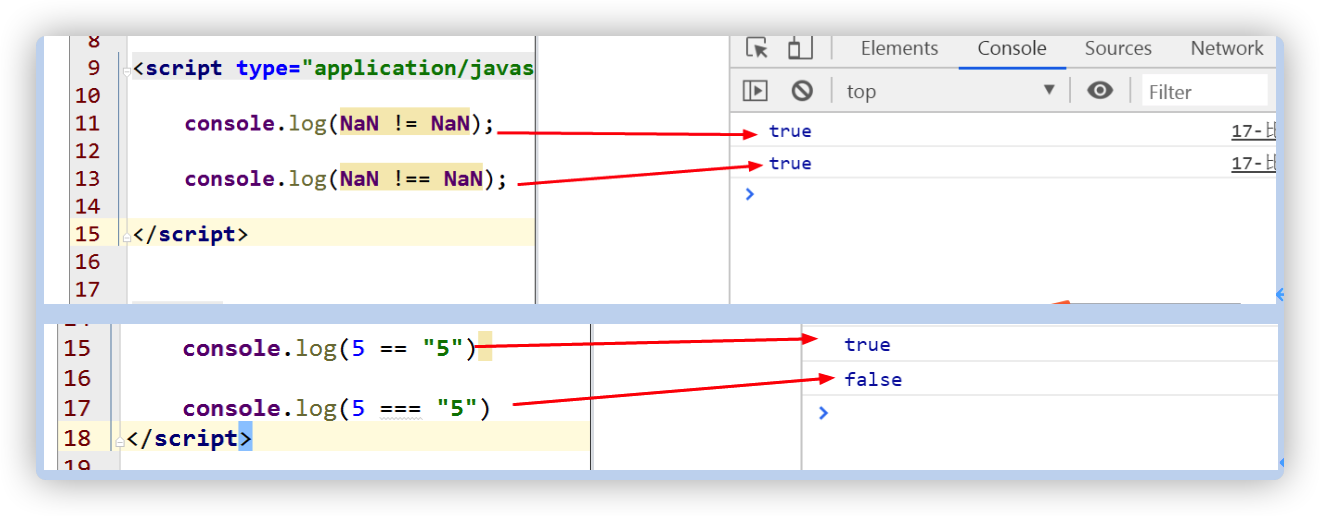 8
Elements Console Sources Network
9 <script type="application/javas
top ▼ Filter
10
11 console.log(NaN != NaN);
true 17-比
12
13 console.log(NaN !== NaN);
true 17-比
14
15 </script>
16
17
15 console.log(5 == "5")
true
16
false
17 console.log(5 === "5")
18 </script>
19